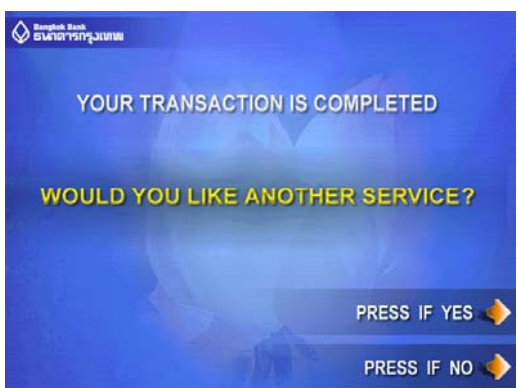 Bangkok Bank
ธนาคารกรุงเทพ
YOUR TRANSACTION IS COMPLETED
WOULD YOU LIKE ANOTHER SERVICE?
PRESS IF YES
PRESS IF NO